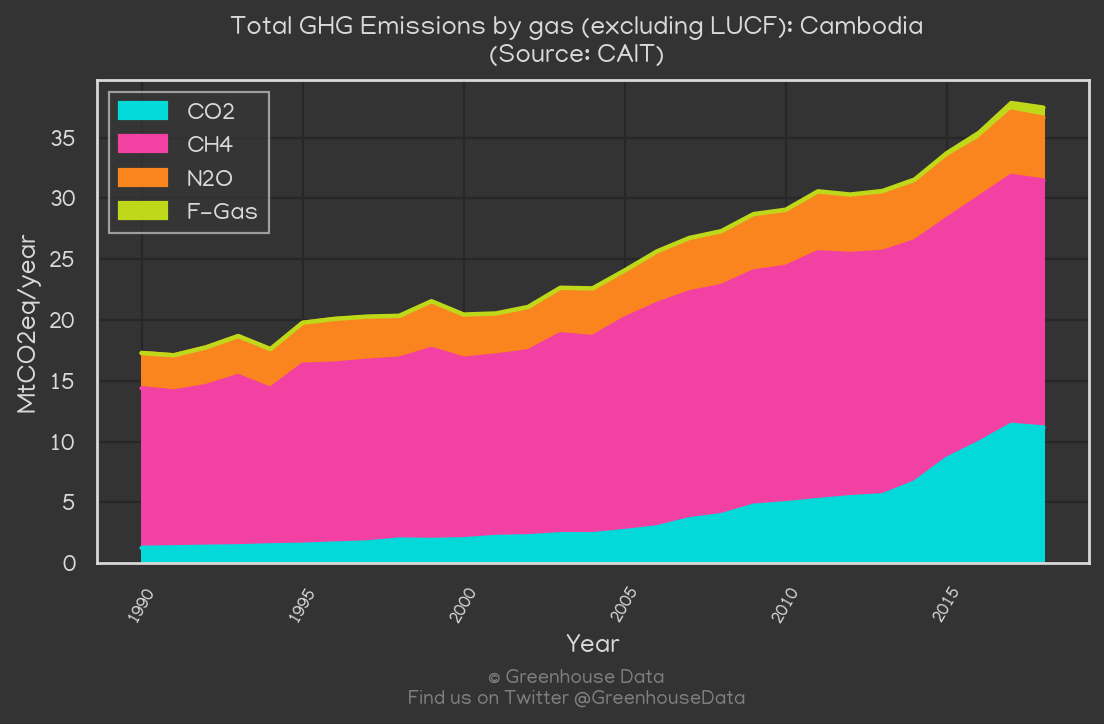 Total GHG Emissions by gas (excluding LUCF): Cambodia
(Source: CAIT)
CO2
CH4
N2O
F-Gas
MtCO2eq/year
35
30
25
20
15
10
5
0
1990
1995
2000
2005
2010
2015
Year
© Greenhouse Data
Find us on Twitter @GreenhouseData